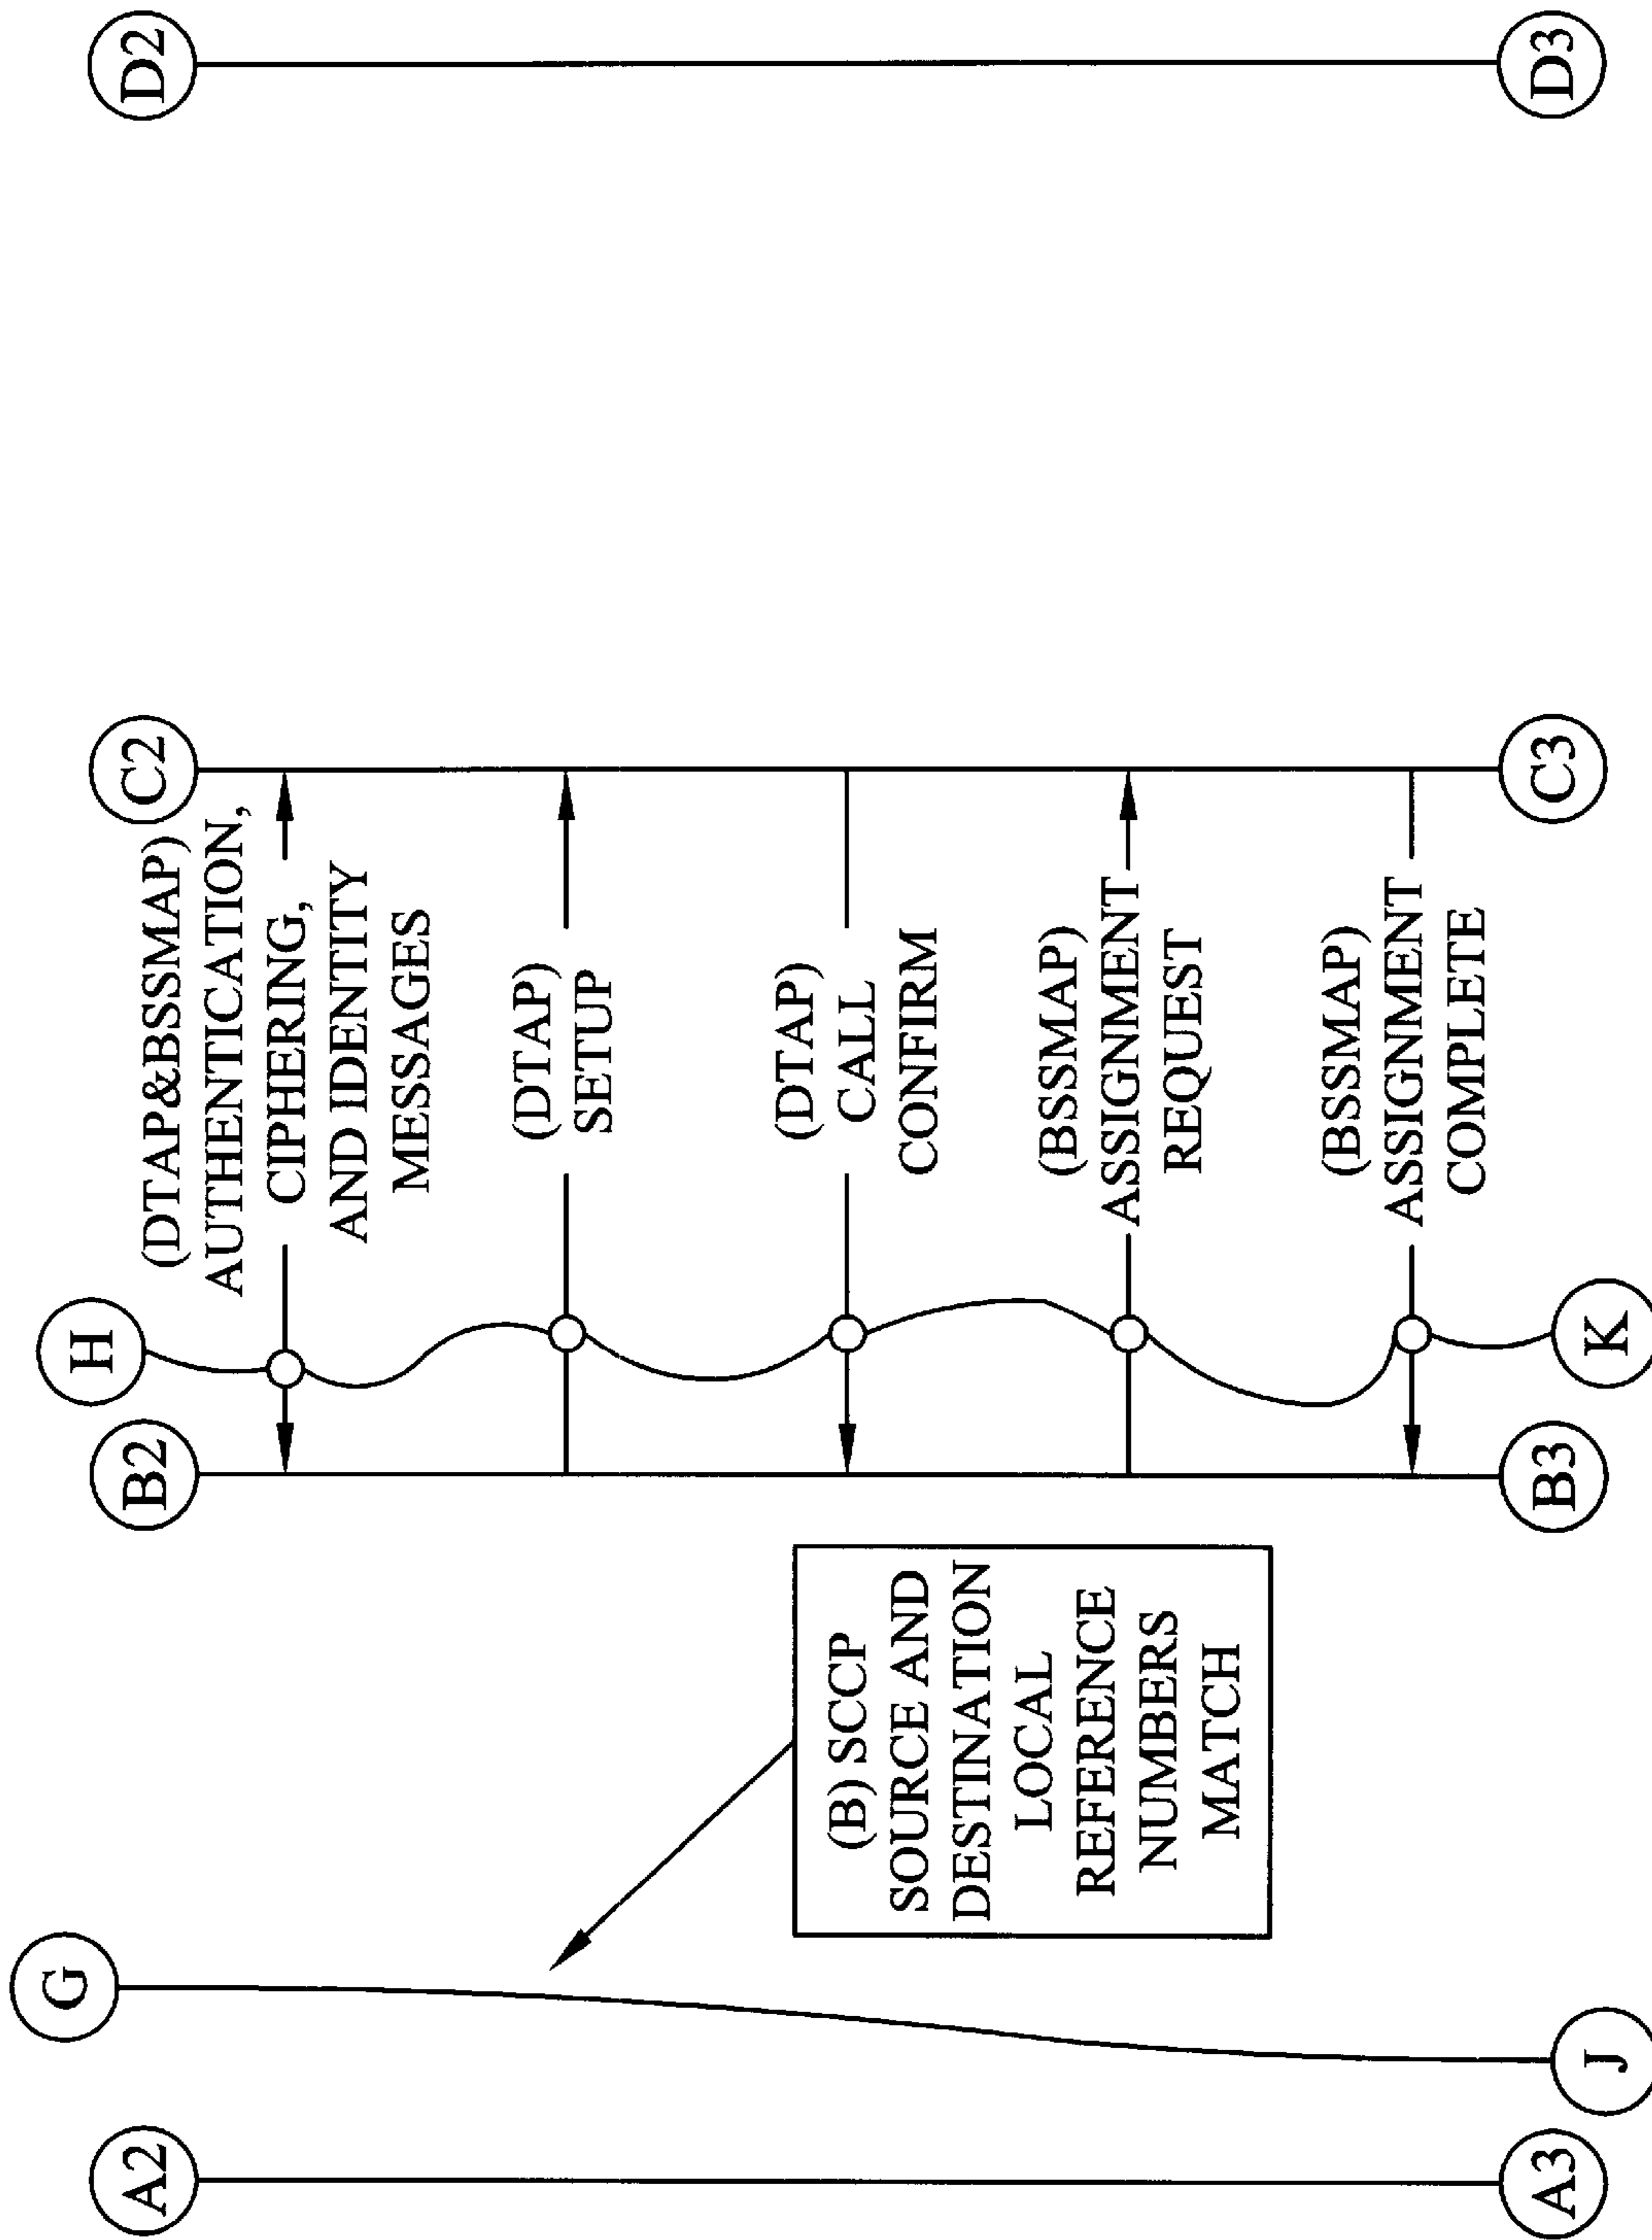 A2
G
B2
H
C2
D2
(DTAP&BSSMAP)
AUTHENTICATION,
CIPHERING,
AND IDENTITY
MESSAGES
(DTAP)
SETUP
(DTAP)
CALL
CONFIRM
(B) SCCP
SOURCE AND
DESTINATION
LOCAL
REFERENCE
NUMBERS
MATCH
(BSSMAP)
ASSIGNMENT
REQUEST
(BSSMAP)
ASSIGNMENT
COMPLETE
A3
J
B3
K
C3
D3